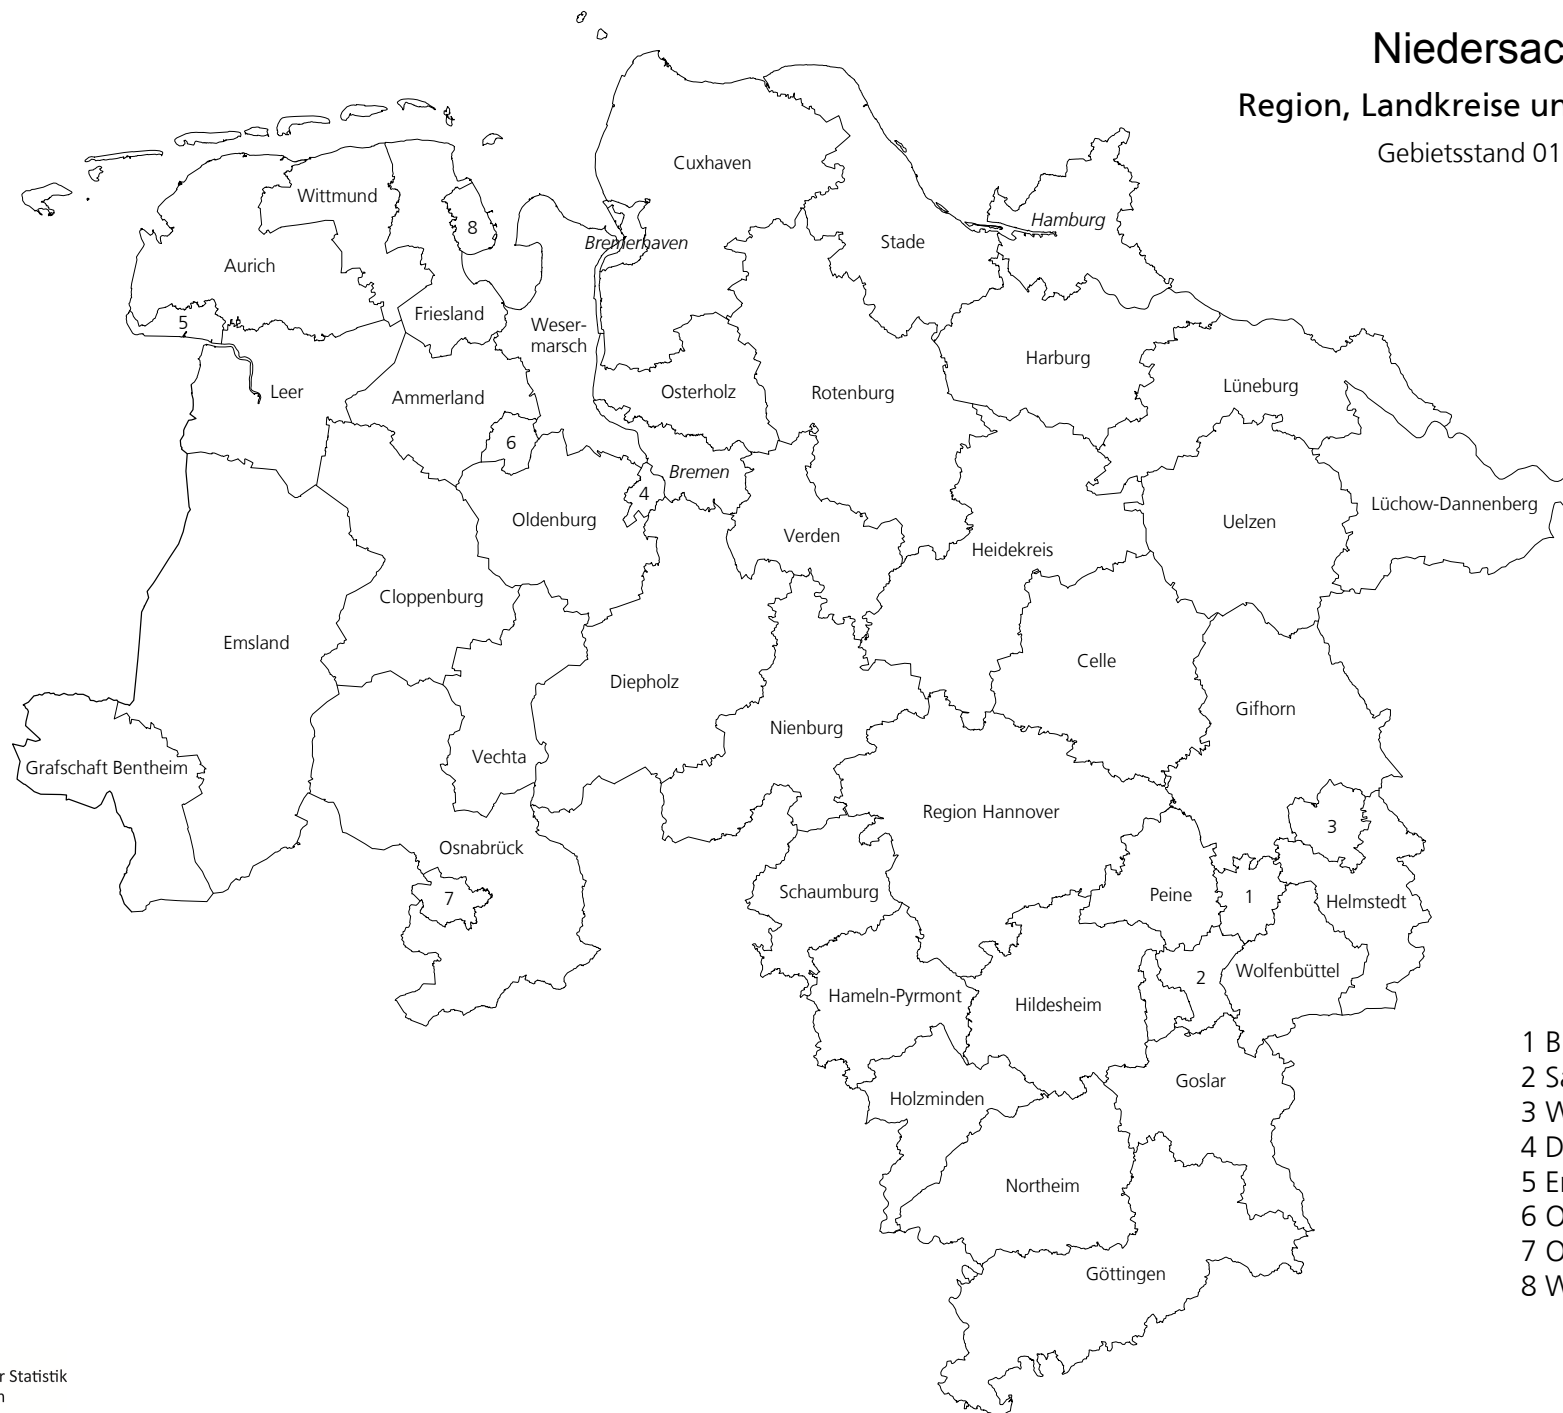 Niedersac
Region, Landkreise un
Gebietsstand 01
Cuxhaven
Wittmund
8
Hamburg
Bremerhaven
Stade
Aurich
Friesland
5
Weser-
marsch
Harburg
Leer
Ammerland
Osterholz
Rotenburg
Lüneburg
6
Bremen
4
Lüchow-Dannenberg
Oldenburg
Uelzen
Verden
Heidekreis
Cloppenburg
Emsland
Celle
Diepholz
Gifhorn
Nienburg
Vechta
Grafschaft Bentheim
Region Hannover
3
Osnabrück
Schaumburg
Peine
1
7
Helmstedt
Wolfenbüttel
2
Hameln-Pyrmont
Hildesheim
Goslar
Holzminden
Northeim
Göttingen
1 B
2 Sa
3 W
4 D
5 En
6 O
7 O
8 W
r Statistik
n